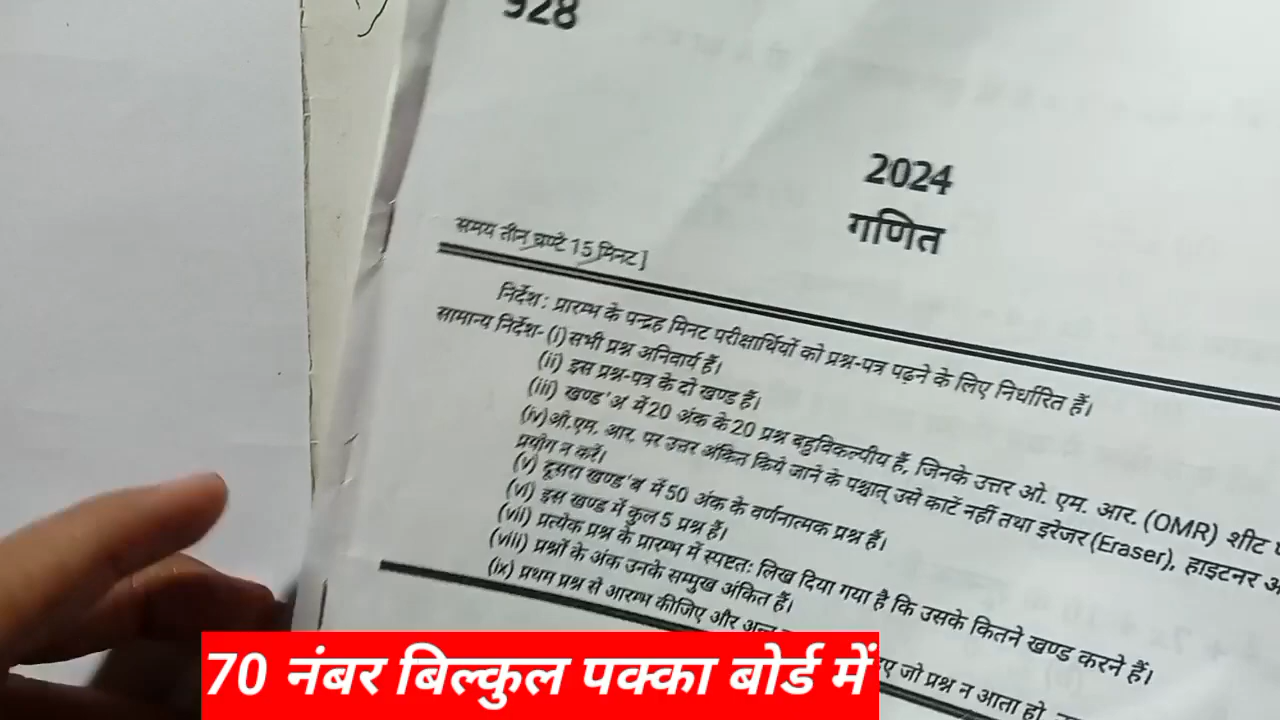 928
2024
गणित
समय तीन घण्टे 15 मिनट]
निर्देश : प्रारम्भ के पन्द्रह मिनट परीक्षार्थियों को प्रश्न-पत्र पढ़ने के लिए निर्धारित हैं।
सामान्य निर्देश- (i) सभी प्रश्न अनिवार्य हैं।
(ii) इस प्रश्न-पत्र के दो खण्ड हैं।
(iii) खण्ड 'अ' में 20 अंक के 20 प्रश्न बहुविकल्पीय हैं, जिनके उत्तर ओ. एम. आर. (OMR) शीट
(iv) ओ.एम. आर. पर उत्तर अंकित किये जाने के पश्चात् उसे काटें नहीं तथा इरेजर (Eraser), हाइटनर
प्रयोग न करें।
(v) दूसरा खण्ड 'ब' में 50 अंक के वर्णनात्मक प्रश्न हैं।
(vi) इस खण्ड में कुल 5 प्रश्न हैं।
(vii) प्रत्येक प्रश्न के प्रारम्भ में स्पष्टतः लिख दिया गया है कि उसके कितने खण्ड करने हैं।
(viii) प्रश्नों के अंक उनके सम्मुख अंकित हैं।
(ix) प्रथम प्रश्न से आरम्भ कीजिए और जो प्रश्न न आता हो
70 नंबर बिल्कुल पक्का बोर्ड में